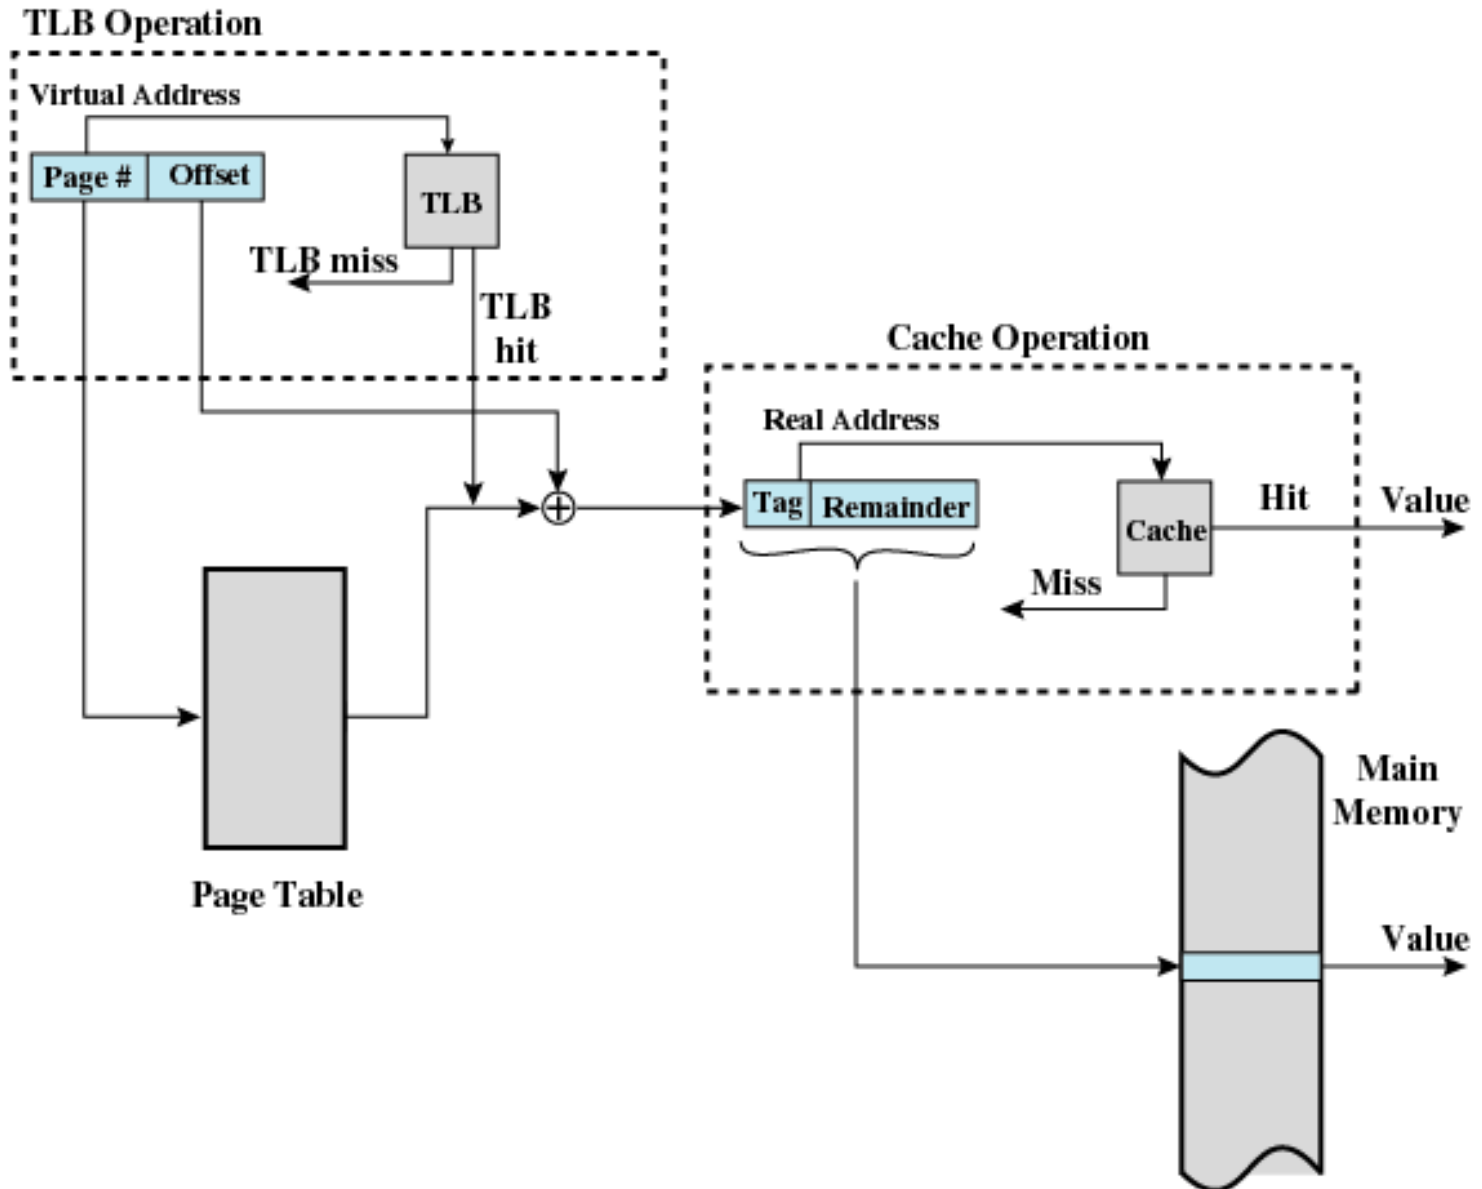 TLB Operation
Virtual Address
Page # Offset
TLB
TLB miss
TLB
hit
Cache Operation
Real Address
Tag Remainder
Cache
Hit
Value
Miss
Page Table
Main
Memory
Value